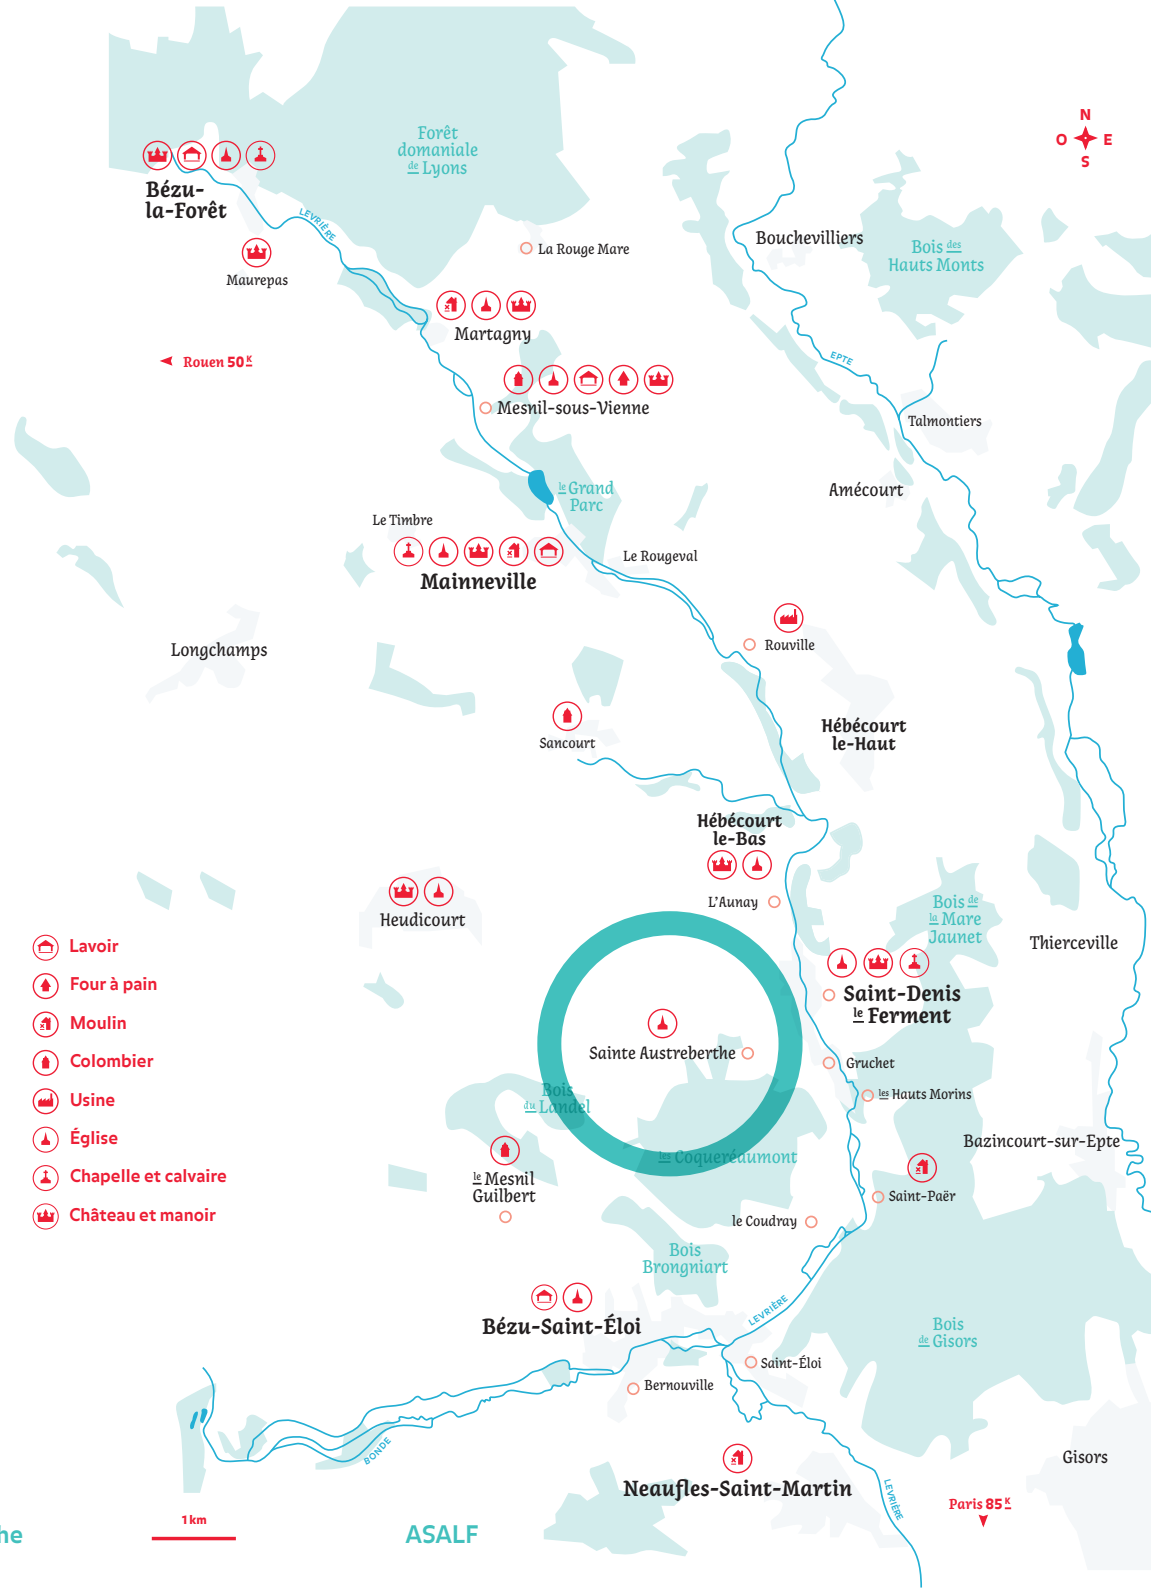 N
O
E
S
Forêt
domaniale
de Lyons
Bézu-
la-Forêt
LEVRIÈRE
Bouchevilliers
La Rouge Mare
Bois des
Hauts Monts
Maurepas
Martagny
EPTE
Rouen 50 K
Mesnil-sous-Vienne
Talmontiers
le Grand
Parc
Amécourt
Le Timbre
Le Rougeval
Mainneville
Rouville
Longchamps
Hébécourt
le-Haut
Sancourt
Hébécourt
le-Bas
L'Aunay
Heudicourt
Bois de
la Mare
Jaunet
Thierceville
Lavoir
Four à pain
Moulin
Colombier
Usine
Église
Chapelle et calvaire
Château et manoir
Saint-Denis
le Ferment
Sainte Austreberthe
Gruchet
les Hauts Morins
Bois
du Landel
Bazincourt-sur-Epte
les Coqueréaumont
le Mesnil
Guilbert
Saint-Paër
le Coudray
Bois
Brongniart
LEVRIÈRE
Bézu-Saint-Éloi
Bois
de Gisors
Saint-Éloi
Bernouville
BONDE
Gisors
Neaufles-Saint-Martin
LEVRIÈRE
Paris 85 K
1 km
he
ASALF